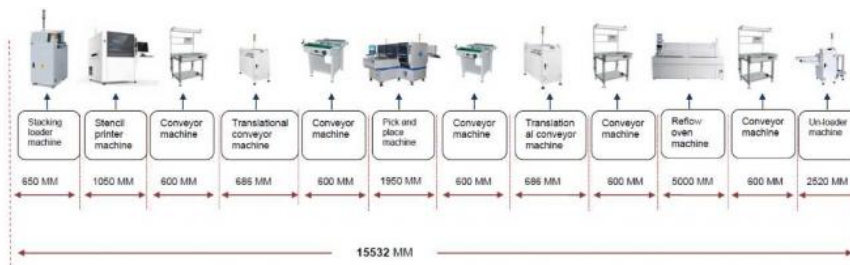 Stacking
loader
machine
Stencil
printer
machine
Conveyor
machine
Translational
conveyor
machine
Conveyor
machine
Pick and
place
machine
Conveyor
machine
Translation
al conveyor
machine
Conveyor
machine
Reflow
oven
machine
Conveyor
machine
Un-loader
machine
650 MM
1050 MM
600 MM
686 MM
600 MM
1950 MM
600 MM
686 MM
600 MM
5000 MM
600 MM
2520 MM
15532 MM